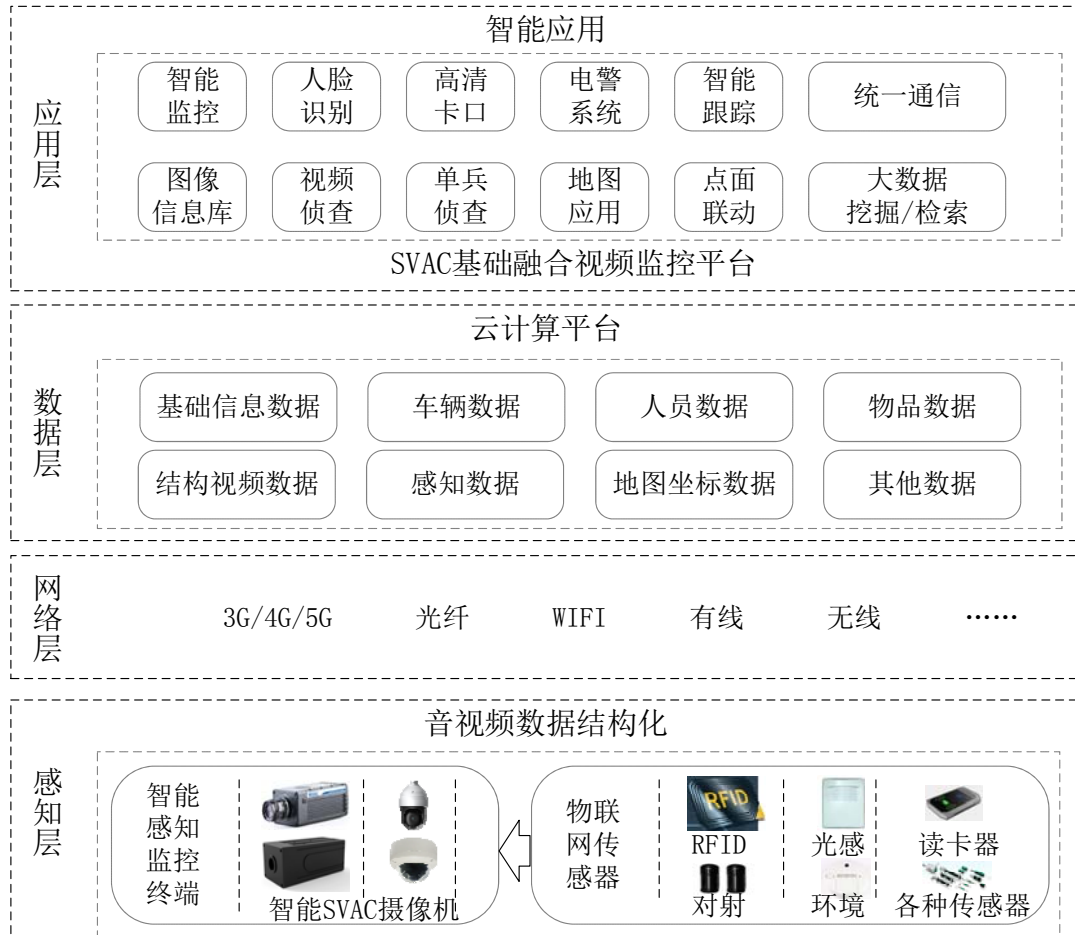 智能应用
应用层
智能
监控
人脸
识别
高清
卡口
电警
系统
智能
跟踪
统一通信
图像
信息库
视频
侦查
单兵
侦查
地图
应用
点面
联动
大数据
挖掘/检索
SVAC基础融合视频监控平台
云计算平台
数据层
基础信息数据
车辆数据
人员数据
物品数据
结构视频数据
感知数据
地图坐标数据
其他数据
网络层
3G/4G/5G
光纤
WIFI
有线
无线
……
音视频数据结构化
感知层
智能
感知
监控
终端
智能SVAC摄像机
物联
网传
感器
RFID
RFID
光感
读卡器
对射
环境
各种传感器